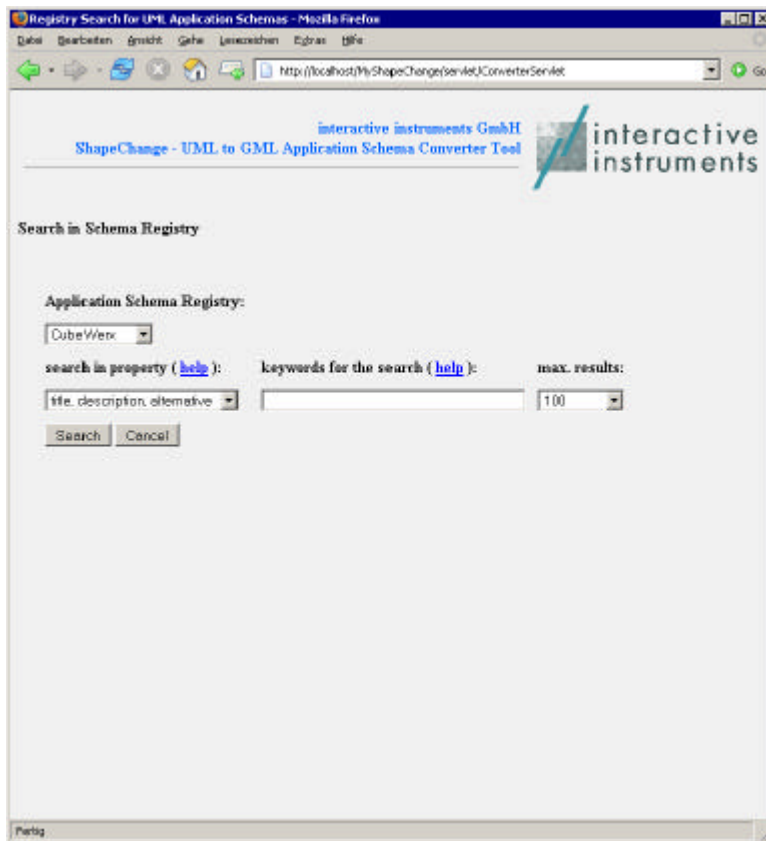 Registry Search for UML Application Schemas - Mozilla Firefox
Datei Bearbeiten Ansicht Gehe Lesezeichen Extras Hilfe
http://localhost/MyShapeChange/servlet/ConverterServlet Go
interactive instruments GmbH
ShapeChange - UML to GML Application Schema Converter Tool
interactive
instruments
Search in Schema Registry
Application Schema Registry:
CubeWerx
search in property ( help ): keywords for the search ( help ): max. results:
title, description, alternative 100
Search Cancel
Fertig